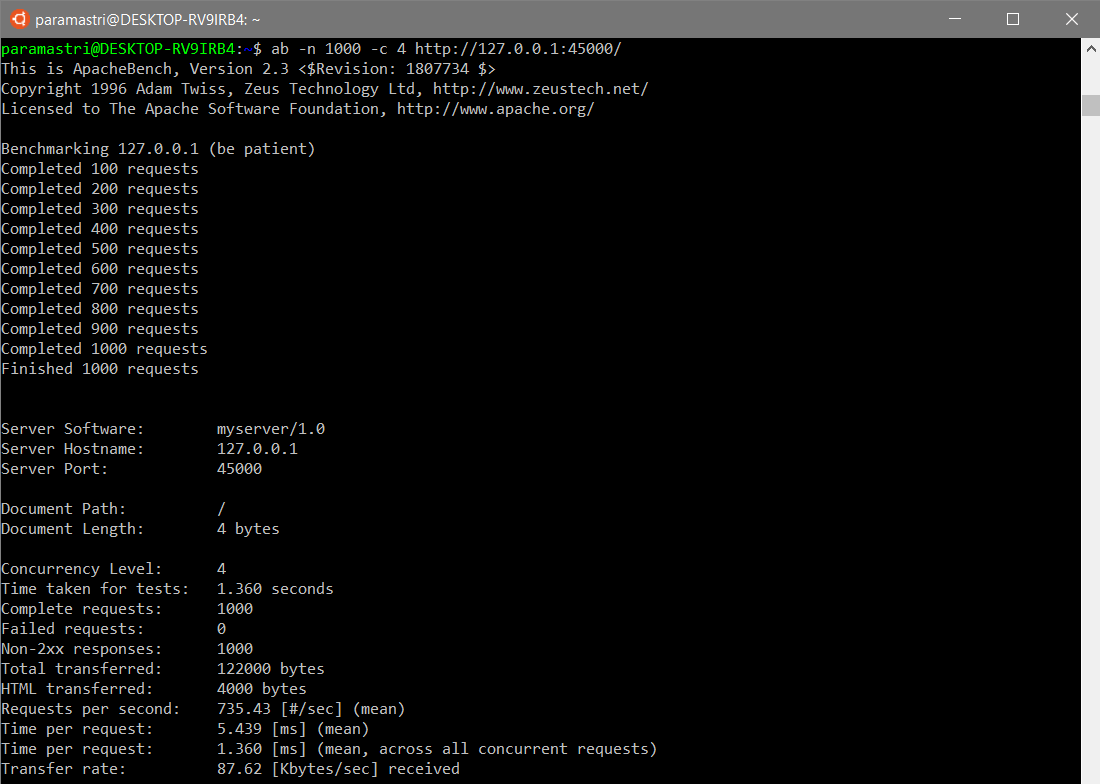 paramastri@DESKTOP-RV9IRB4: ~
paramastri@DESKTOP-RV9IRB4:~$ ab -n 1000 -c 4 http://127.0.0.1:45000/
This is ApacheBench, Version 2.3 <$Revision: 1807734 $>
Copyright 1996 Adam Twiss, Zeus Technology Ltd, http://www.zeustech.net/
Licensed to The Apache Software Foundation, http://www.apache.org/

Benchmarking 127.0.0.1 (be patient)
Completed 100 requests
Completed 200 requests
Completed 300 requests
Completed 400 requests
Completed 500 requests
Completed 600 requests
Completed 700 requests
Completed 800 requests
Completed 900 requests
Completed 1000 requests
Finished 1000 requests

Server Software:        myserver/1.0
Server Hostname:        127.0.0.1
Server Port:            45000

Document Path:          /
Document Length:        4 bytes

Concurrency Level:      4
Time taken for tests:   1.360 seconds
Complete requests:      1000
Failed requests:        0
Non-2xx responses:      1000
Total transferred:      122000 bytes
HTML transferred:       4000 bytes
Requests per second:    735.43 [#/sec] (mean)
Time per request:       5.439 [ms] (mean)
Time per request:       1.360 [ms] (mean, across all concurrent requests)
Transfer rate:          87.62 [Kbytes/sec] received